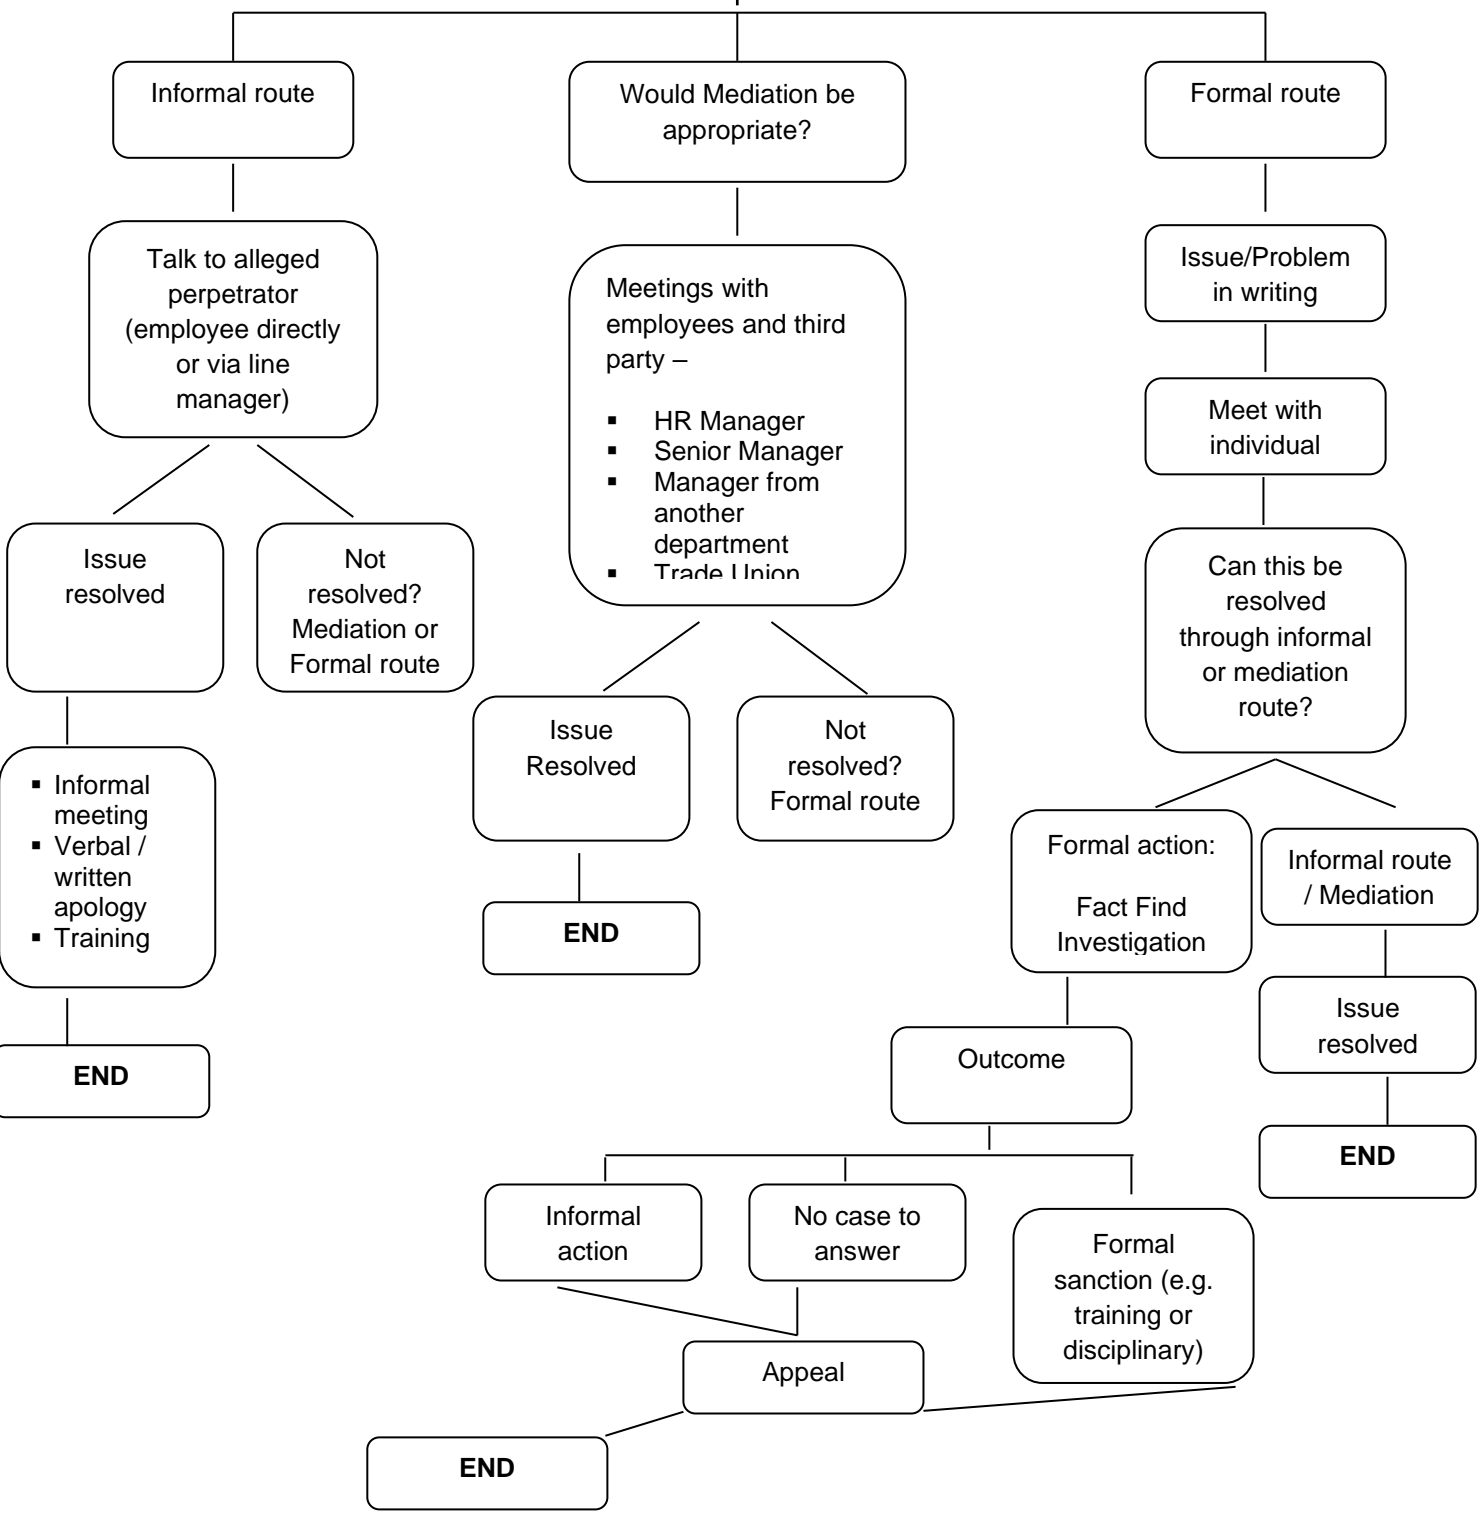 Informal route
Would Mediation be
appropriate?
Formal route
Talk to alleged
perpetrator
(employee directly
or via line
manager)
Meetings with
employees and third
party –
▪ HR Manager
▪ Senior Manager
▪ Manager from
another
department
▪ Trade Union
Issue/Problem
in writing
Meet with
individual
Issue
resolved
Not
resolved?
Mediation or
Formal route
Can this be
resolved
through informal
or mediation
route?
Issue
Resolved
Not
resolved?
Formal route
▪ Informal
meeting
▪ Verbal /
written
apology
▪ Training
Formal action:
Fact Find
Investigation
Informal route
/ Mediation
END
Issue
resolved
END
Outcome
END
Informal
action
No case to
answer
Formal
sanction (e.g.
training or
disciplinary)
Appeal
END